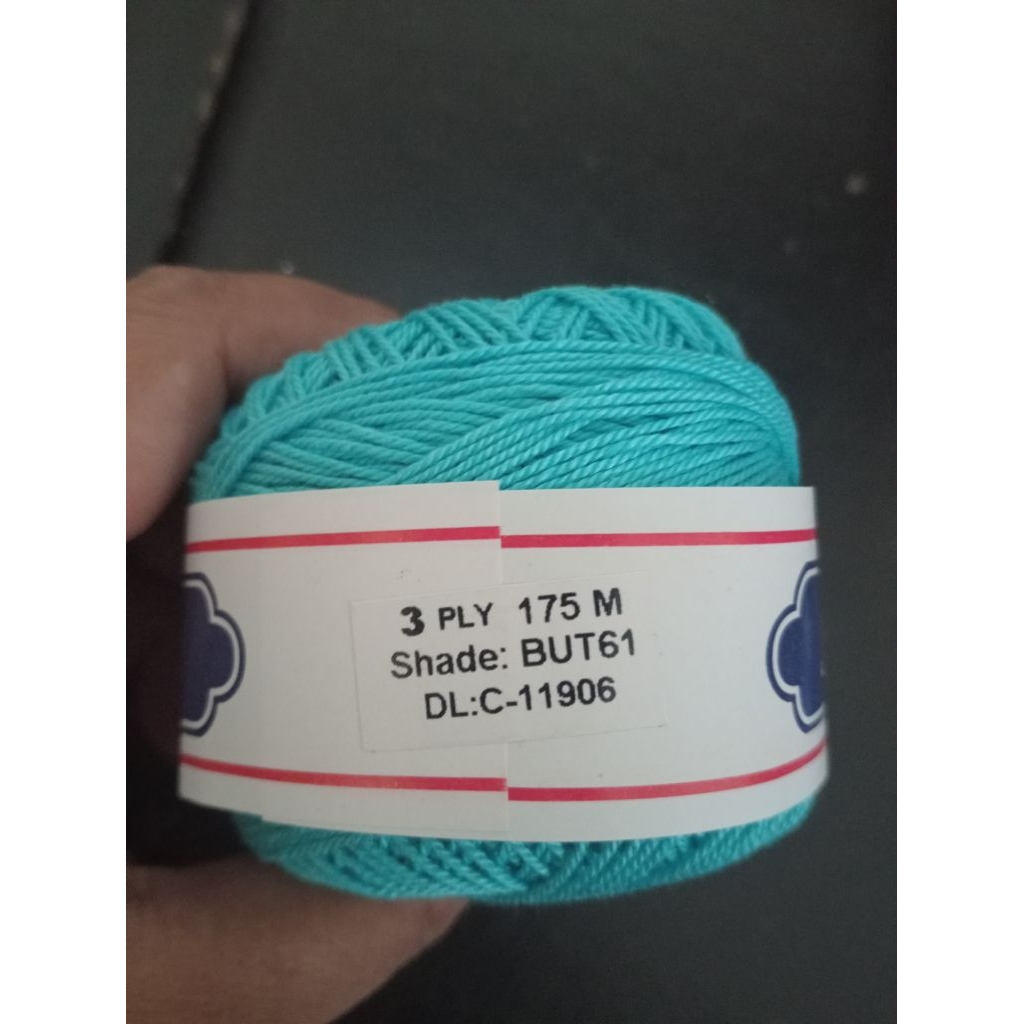 3 PLY 175 M
Shade: BUT61
DL:C-11906